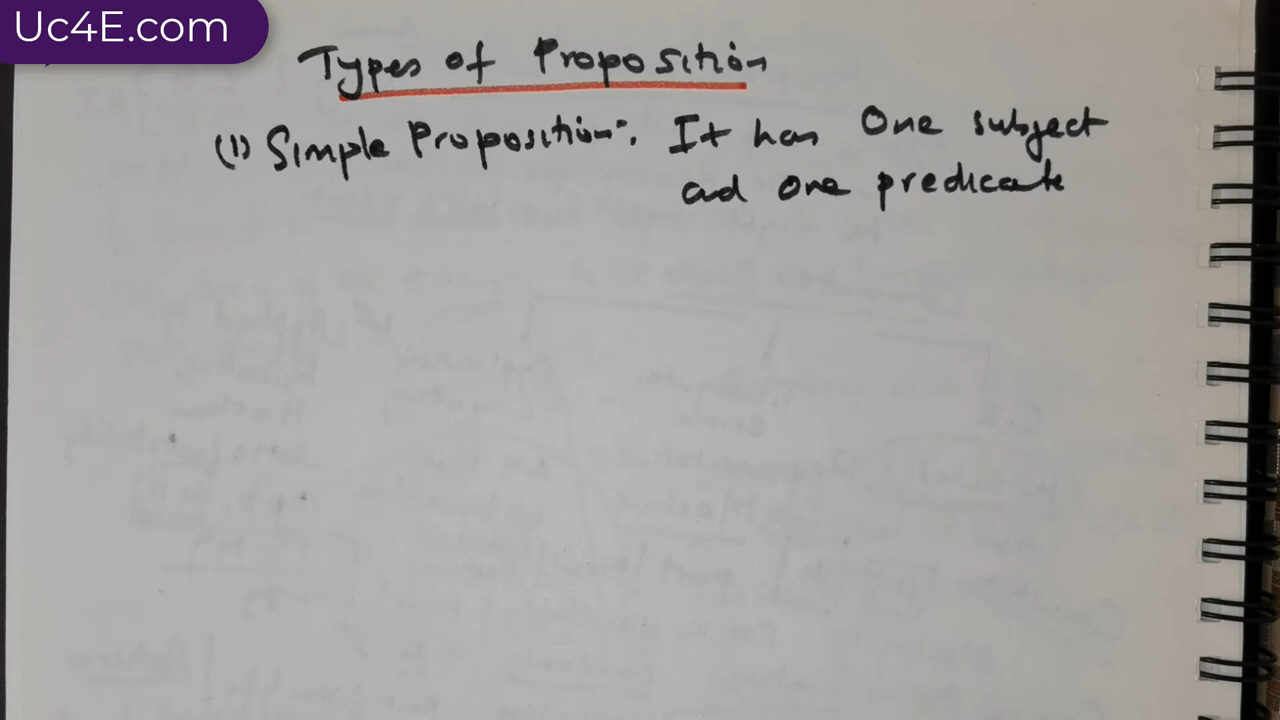 Uc4E.com
Types of Proposition
(1) Simple Proposition:. It has One subject
and one predicate